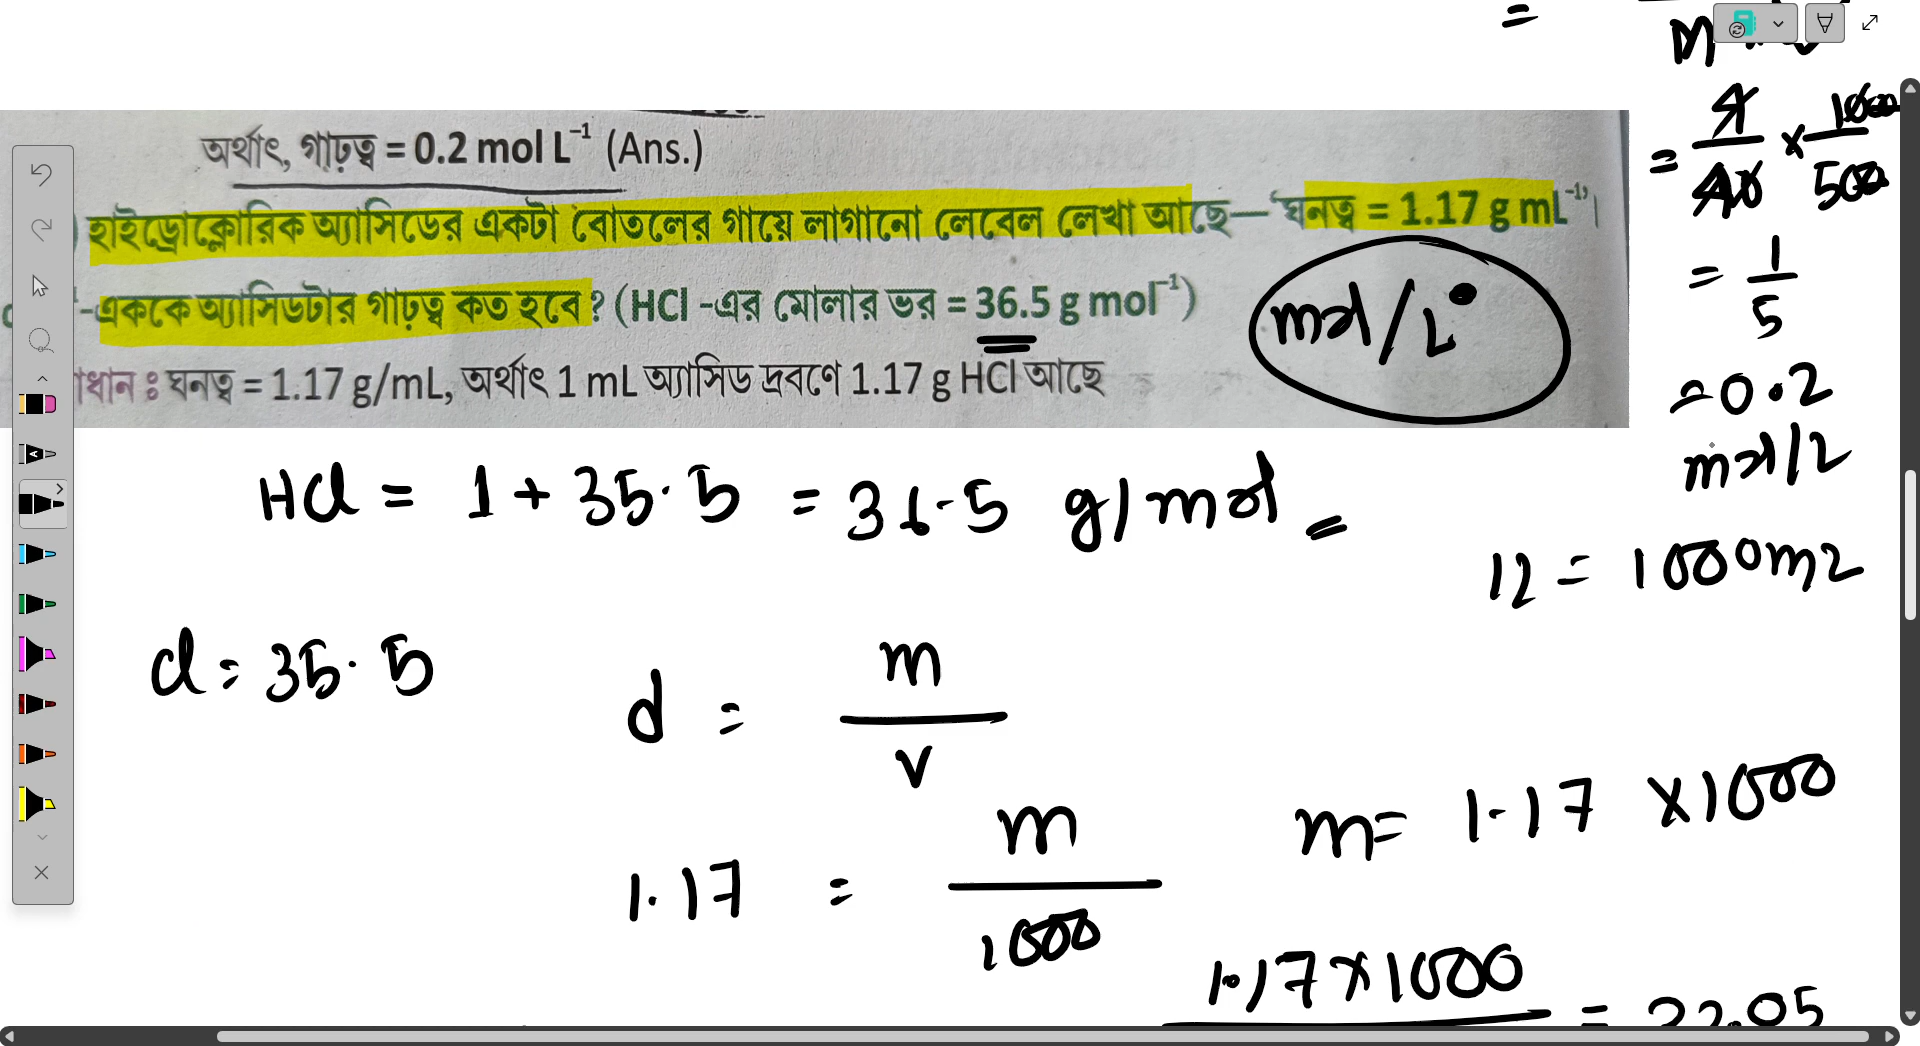 =
= 4/40 × 1000/500
অর্থাৎ, গাঢ়ত্ব = 0.2 mol L⁻¹ (Ans.)
হাইড্রোক্লোরিক অ্যাসিডের একটা বোতলের গায়ে লাগানো লেবেল লেখা আছে— 'ঘনত্ব = 1.17 g mL⁻¹'।
-এককে অ্যাসিডটার গাঢ়ত্ব কত হবে? (HCl -এর মোলার ভর = 36.5 g mol⁻¹)
mol/L
= 1/5
ধান ঃ ঘনত্ব = 1.17 g/mL, অর্থাৎ 1 mL অ্যাসিড দ্রবণে 1.17 g HCl আছে
= 0.2
mol/L
HCl = 1 + 35.5 = 36.5 g/mol
1L = 1000mL
Cl = 35.5
d = m/v
m = 1.17 × 1000
1.17 = m/1000
1.17 × 1000 = 32.05